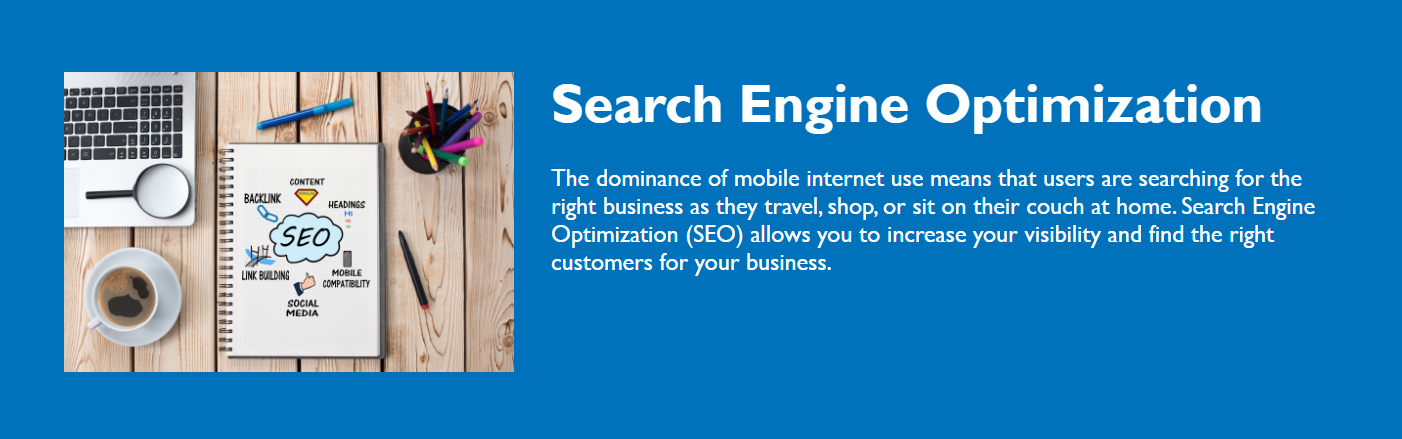 Search Engine Optimization
The dominance of mobile internet use means that users are searching for the
right business as they travel, shop, or sit on their couch at home. Search Engine
Optimization (SEO) allows you to increase your visibility and find the right
customers for your business.
CONTENT
BACKLINK
HEADINGS
H1
SEO
LINK BUILDING
MOBILE
COMPATIBILITY
SOCIAL
MEDIA